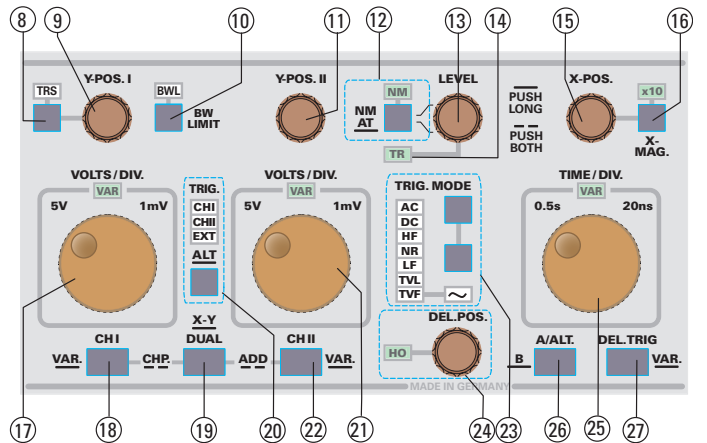 8 9 10 11 12 13 14 15 16
Y-POS. I Y-POS. II LEVEL X-POS.
TRS BWL NM PUSH LONG x10
BW LIMIT
NM AT
PUSH BOTH
X-MAG.
TR
VOLTS / DIV. TRIG. VOLTS / DIV. TRIG. MODE TIME / DIV.
VAR VAR VAR
5V 1mV CHI 5V 1mV AC 0.5s 20ns
CHII DC
EXT HF
ALT NR
LF
TVL
TVF ~
X-Y DEL.POS.
CH I DUAL CH II A/ALT. DEL.TRIG
VAR. CHP. ADD VAR. HO B VAR.
MADE IN GERMANY
17 18 19 20 22 21 24 23 26 25 27